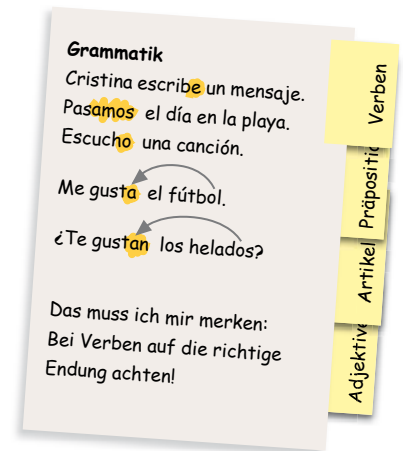 Grammatik
Cristina escribe un mensaje.
Pasamos el día en la playa.
Escucho una canción.
Me gusta el fútbol.
¿Te gustan los helados?
Das muss ich mir merken:
Bei Verben auf die richtige
Endung achten!
Verben
Artikel